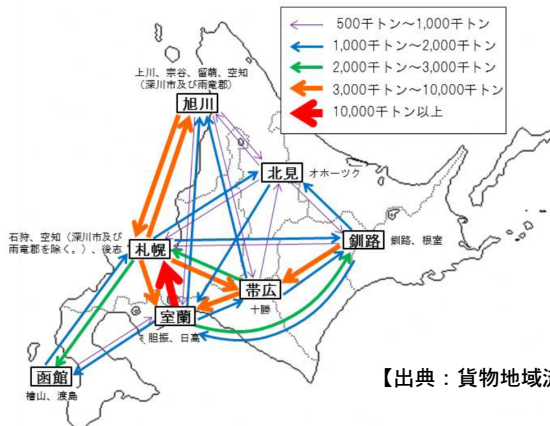 500千トン～1,000千トン
1,000千トン～2,000千トン
2,000千トン～3,000千トン
3,000千トン～10,000千トン
10,000千トン以上
上川、宗谷、留萌、空知
(深川市及び雨竜郡)
旭川
北見
オホーツク
石狩、空知（深川市及び
雨竜郡を除く。）、後志
札幌
釧路
釧路、根室
帯広
十勝
室蘭
胆振、日高
函館
檜山、渡島
【出典：貨物地域流